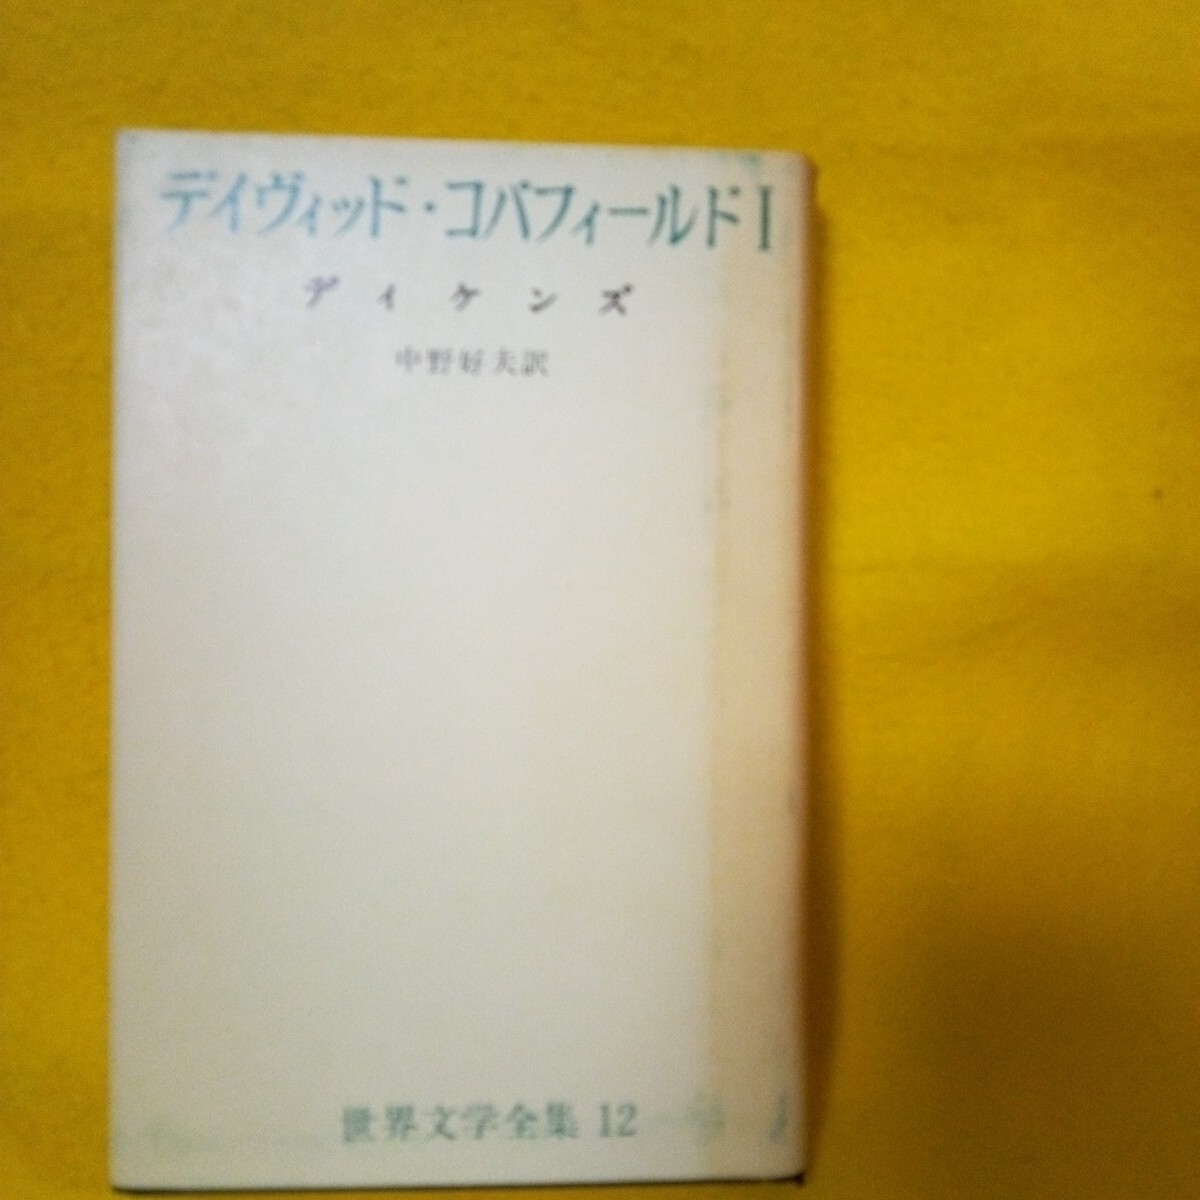 デイヴィッド・コパフィールドⅠ
ディケンズ
中野好夫訳
世界文学全集 12